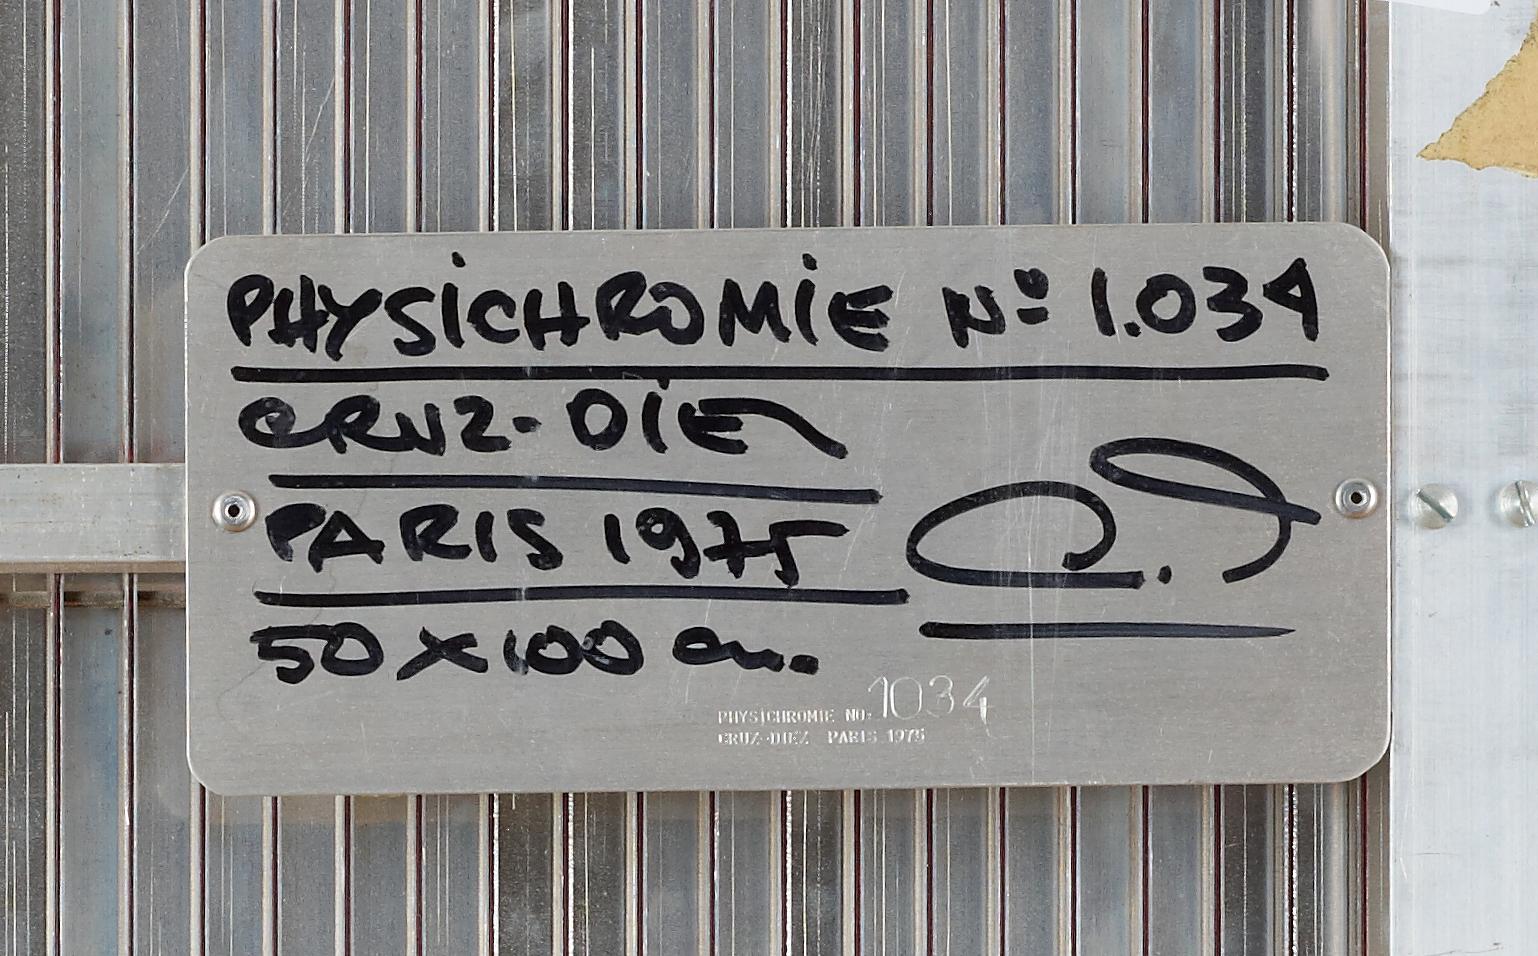 PHYSICHROMIE Nº 1.034
CRUZ-DIEZ
PARIS 1975
50 x 100 cm.
C.D
PHYSICHROMIE NO: 1034
CRUZ-DIEZ PARIS 1975